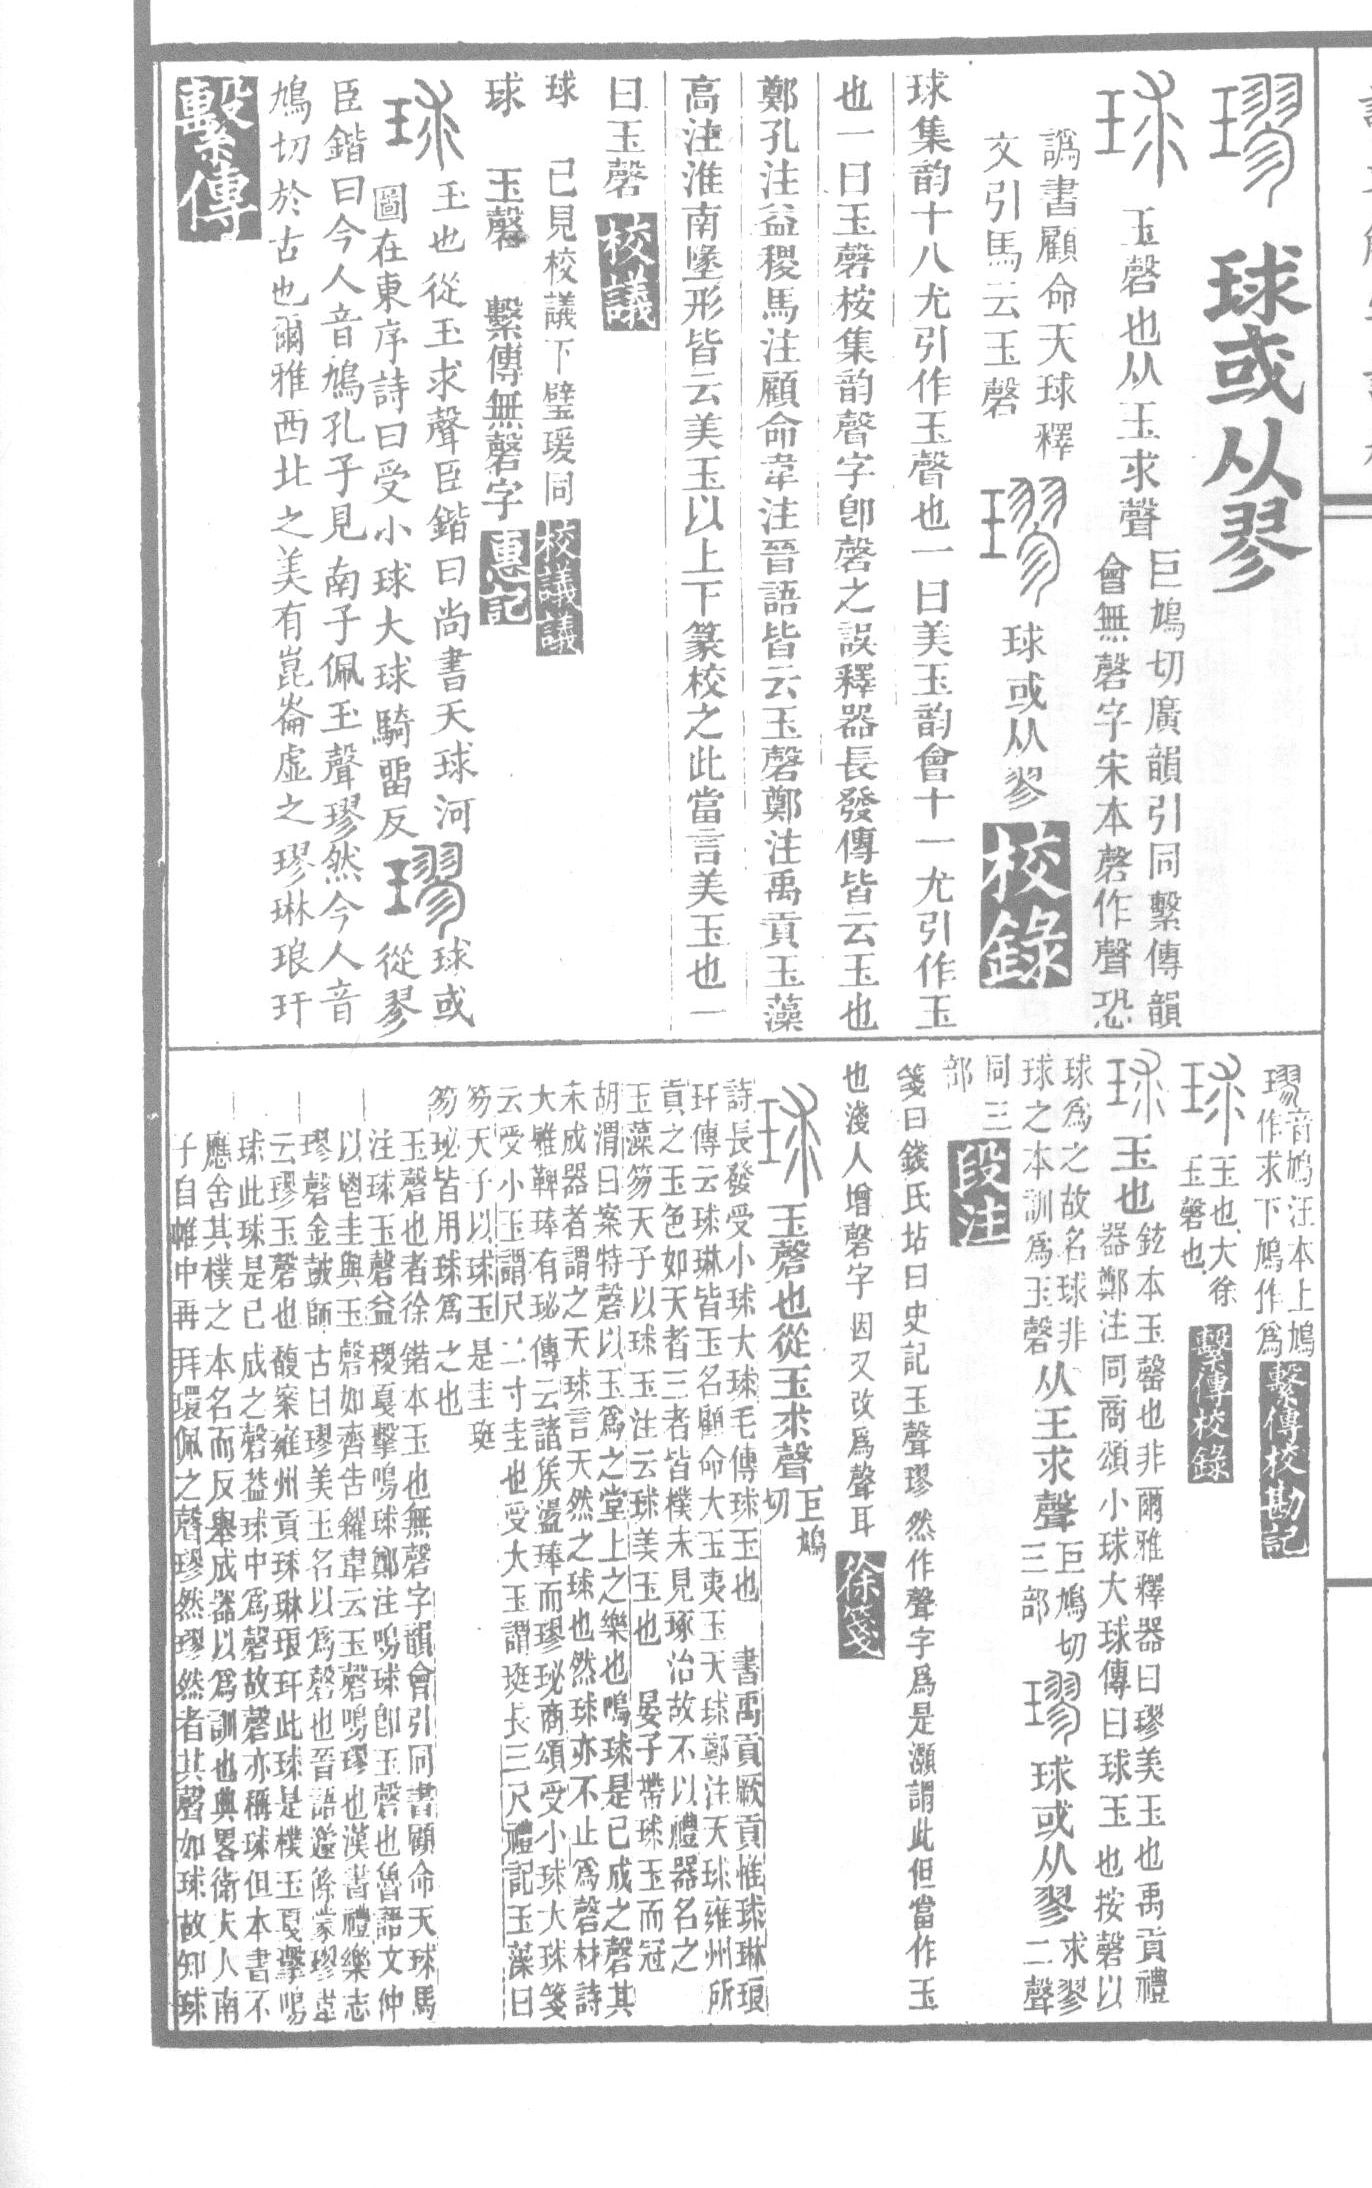 璆 球或从翏
球 玉磬也从玉求聲 巨鳩切廣韻引同繫傳韻
會無磬字宋本磬作聲恐
譌書顧命天球釋
文引馬云玉磬 璆 球或从翏 校錄
球集韵十八尤引作玉聲也一曰美玉韵會十一尤引作玉
也一曰玉磬桉集韵聲字卽磬之誤釋器長發傳皆云玉也
鄭孔注益稷馬注顧命韋注晉語皆云玉磬鄭注禹貢玉藻
高注淮南墬形皆云美玉以上下篆校之此當言美玉也一
曰玉磬 校議
球 已見校議下璧瑗同 校議議
球 玉磬 繫傳無磬字 惠記
球 玉也從玉求聲臣鍇曰尚書天球河
圖在東序詩曰受小球大球騎畱反 璆 球或
從翏
臣鍇曰今人音鳩孔子見南子佩玉聲璆然今人音
鳩切於古也爾雅西北之美有崑崙虛之璆琳琅玕
繫傳
璆 音鳩汪本上鳩
作求下鳩作爲 繫傳校勘記
球 玉也大徐
玉磬也 繫傳校錄
球 玉也 鉉本玉罄也非爾雅釋器曰璆美玉也禹貢禮
器鄭注同商頌小球大球傳曰球玉也按磬以
球爲之故名球非
球之本訓爲玉磬 从王求聲 巨鳩切
三部 璆 球或从翏 求翏
二聲
同三
部 段注
箋曰錢氏坫曰史記玉聲璆然作聲字爲是灝謂此但當作玉
也淺人增磬字因又改爲聲耳 徐箋
球 玉磬也從玉求聲 巨鳩
切
詩長發受小球大球毛傳球玉也 書禹貢厥貢惟球琳琅
玕傳云球琳皆玉名顧命大玉夷玉天球鄭注天球雍州所
貢之玉色如天者三者皆樸未見琢治故不以禮器名之
玉藻笏天子以球玉注云球美玉也 晏子帶球玉而冠
胡渭曰案特磬以玉爲之堂上之樂也鳴球是已成之磬其
未成器者謂之天球言天然之球也然球亦不止爲磬材詩
大雅鞞琫有珌傳云諸侯璗琫而璆珌商頌受小球大球箋
云受小玉謂尺二寸圭也受大玉謂珽長三尺禮記玉藻曰
笏天子以球玉是圭珽
笏珌皆用球爲之也
玉磬也者徐鍇本玉也無磬字韻會引同書顧命天球馬
注球玉磬益稷戛擊鳴球鄭注鳴球卽玉磬也魯語文仲
以鬯圭與玉磬如齊告糴韋云玉磬鳴璆也漢書禮樂志
璆磬金鼓師古曰璆美玉名以爲磬也晉語籧篨蒙璆韋
云璆玉磬也馥案雍州貢球琳琅玕此球是樸玉戛擊鳴
球此球是已成之磬葢球中爲磬故磬亦稱球但本書不
應舍其樸之本名而反舉成器以爲訓也典略衛夫人南
子自帷中再拜環佩之聲璆然璆然者其聲如球故知球